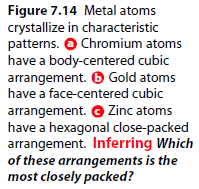 Figure 7.14 Metal atoms
crystallize in characteristic
patterns. a Chromium atoms
have a body-centered cubic
arrangement. b Gold atoms
have a face-centered cubic
arrangement. c Zinc atoms
have a hexagonal close-packed
arrangement. Inferring Which
of these arrangements is the
most closely packed?